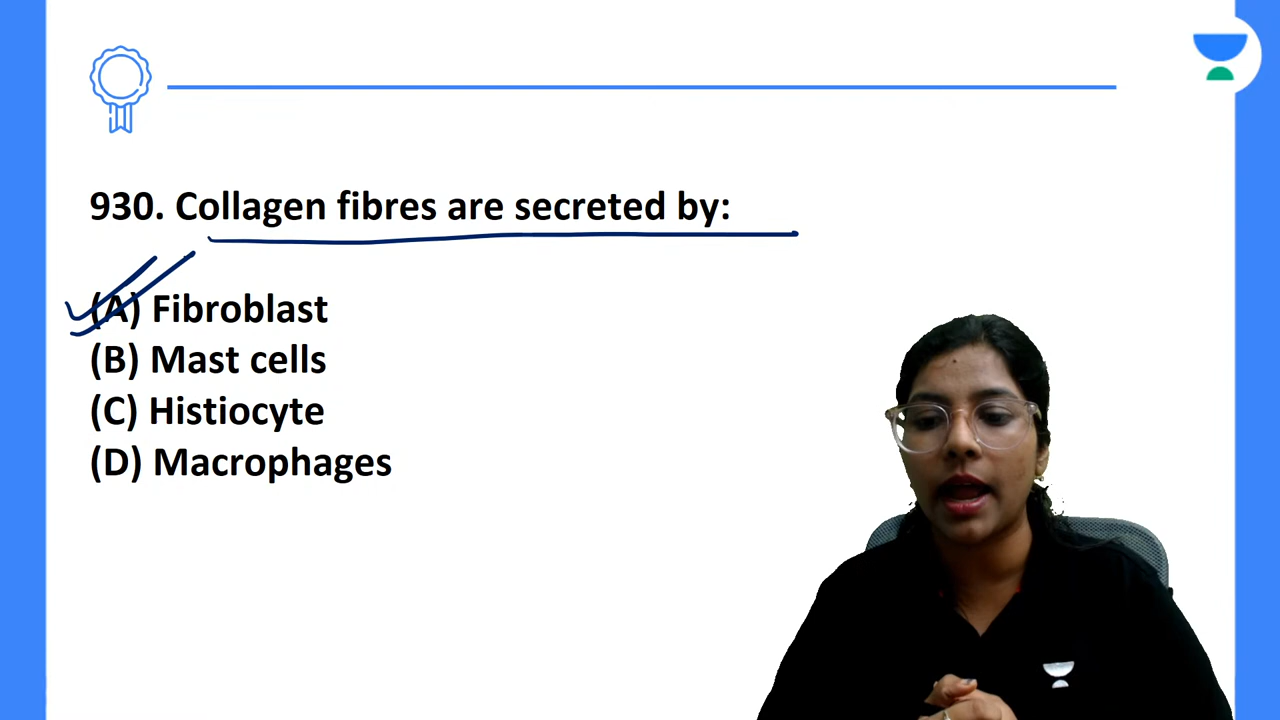 930. Collagen fibres are secreted by:
(A) Fibroblast
(B) Mast cells
(C) Histiocyte
(D) Macrophages